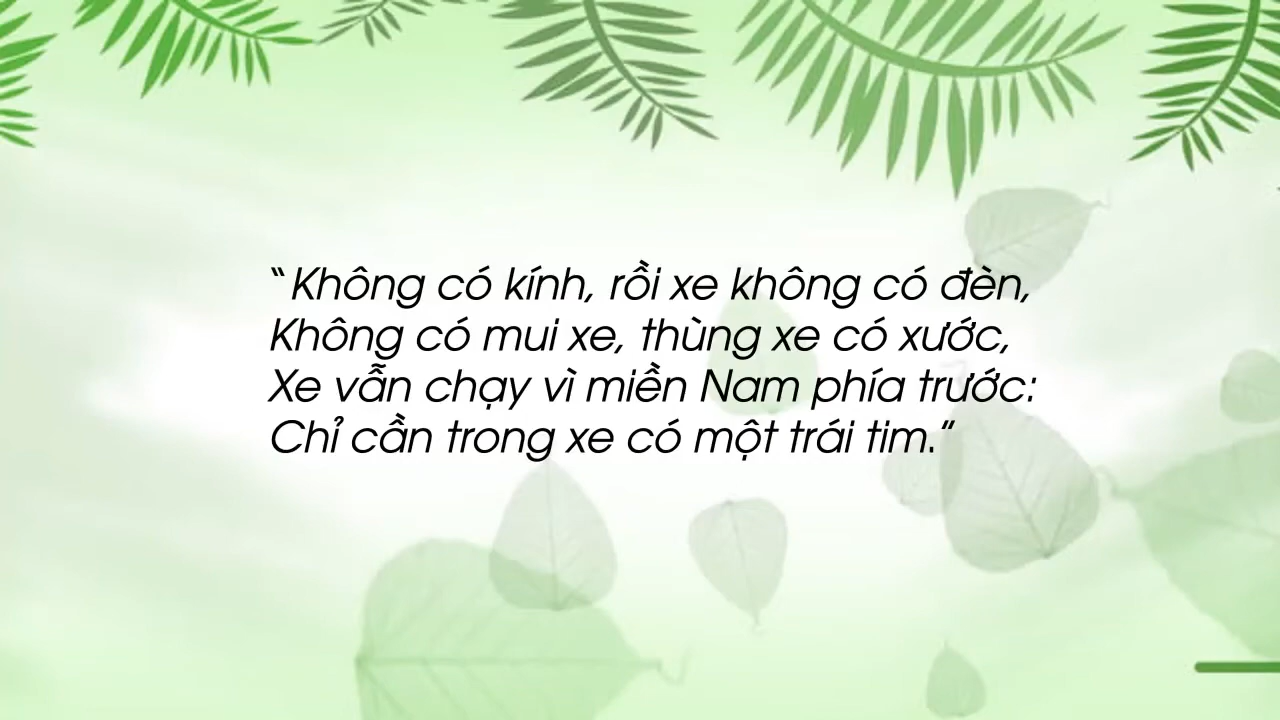 “Không có kính, rồi xe không có đèn,
Không có mui xe, thùng xe có xước,
Xe vẫn chạy vì miền Nam phía trước:
Chỉ cần trong xe có một trái tim.”